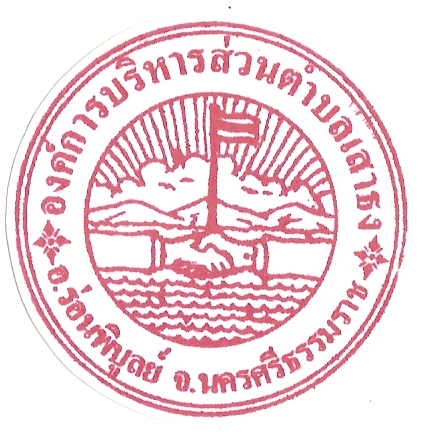 องค์การบริหารส่วนตำบลเสาธง
อ.ร่อนพิบูลย์ จ.นครศรีธรรมราช